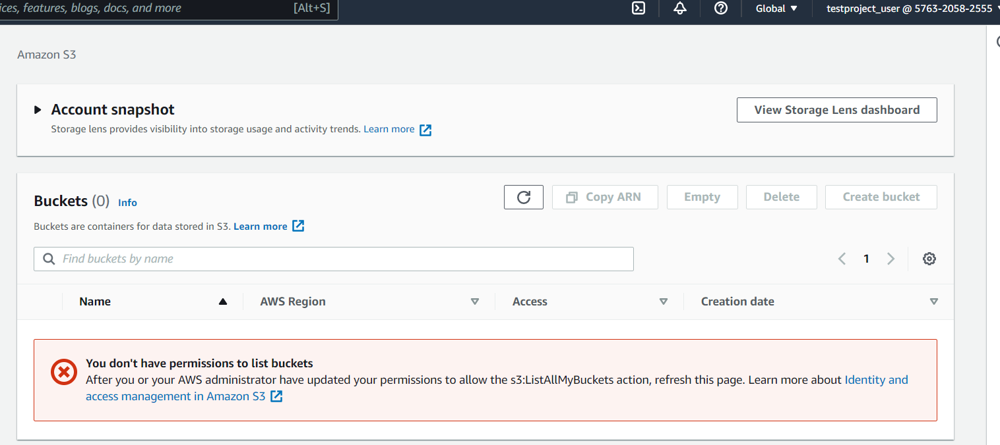 ices, features, blogs, docs, and more [Alt+S] Global testproject_user @ 5763-2058-2555
Amazon S3
Account snapshot
View Storage Lens dashboard
Storage lens provides visibility into storage usage and activity trends. Learn more
Buckets (0) Info
Copy ARN Empty Delete Create bucket
Buckets are containers for data stored in S3. Learn more
Find buckets by name
1
Name AWS Region Access Creation date
You don't have permissions to list buckets
After you or your AWS administrator have updated your permissions to allow the s3:ListAllMyBuckets action, refresh this page. Learn more about Identity and
access management in Amazon S3